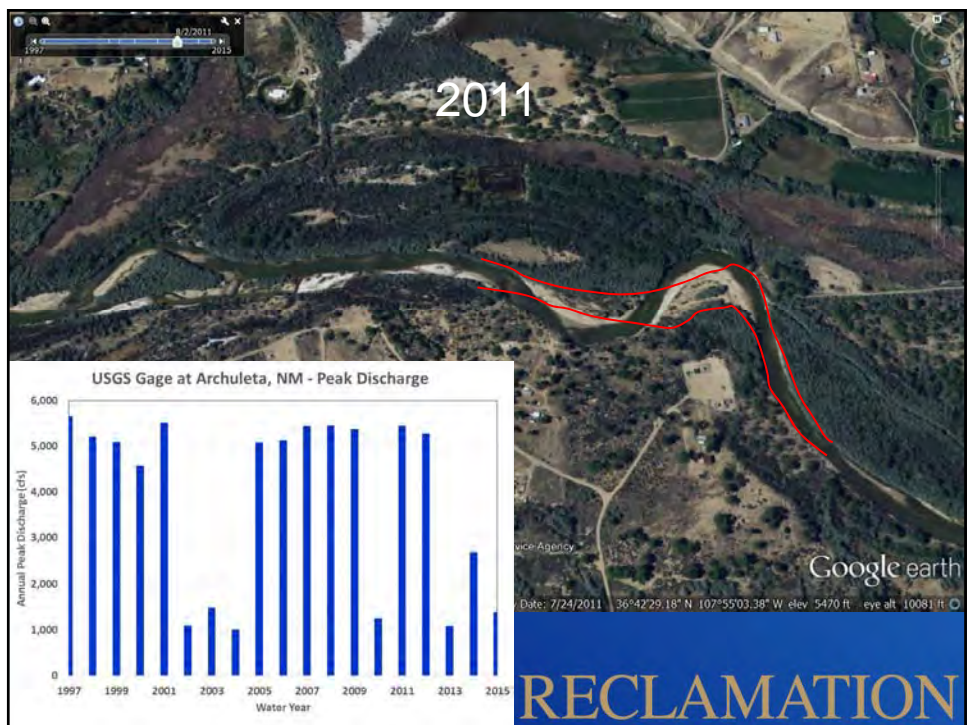 8/2/2011
1997
2015
2011
USGS Gage at Archuleta, NM - Peak Discharge
Annual Peak Discharge (cfs)
6,000
5,000
4,000
3,000
2,000
1,000
0
1997 1999 2001 2003 2005 2007 2009 2011 2013 2015
Water Year
vice Agency
Google earth
y Date: 7/24/2011 36°42'29.18" N 107°55'03.38" W elev 5470 ft eye alt 10081 ft
RECLAMATION